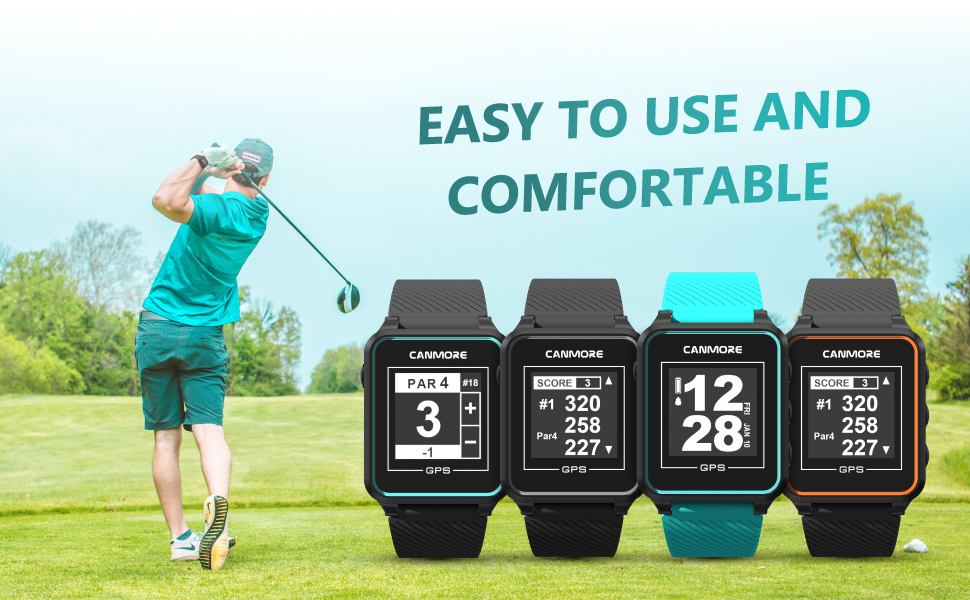 EASY TO USE AND
COMFORTABLE
CANMORE
PAR 4 #18
3
+
−
-1
GPS
CANMORE
SCORE 3 ▲
#1 320
258
Par4
227 ▼
GPS
CANMORE
12
28
FRI JAN 10
GPS
CANMORE
SCORE 3 ▲
#1 320
258
Par4
227 ▼
GPS